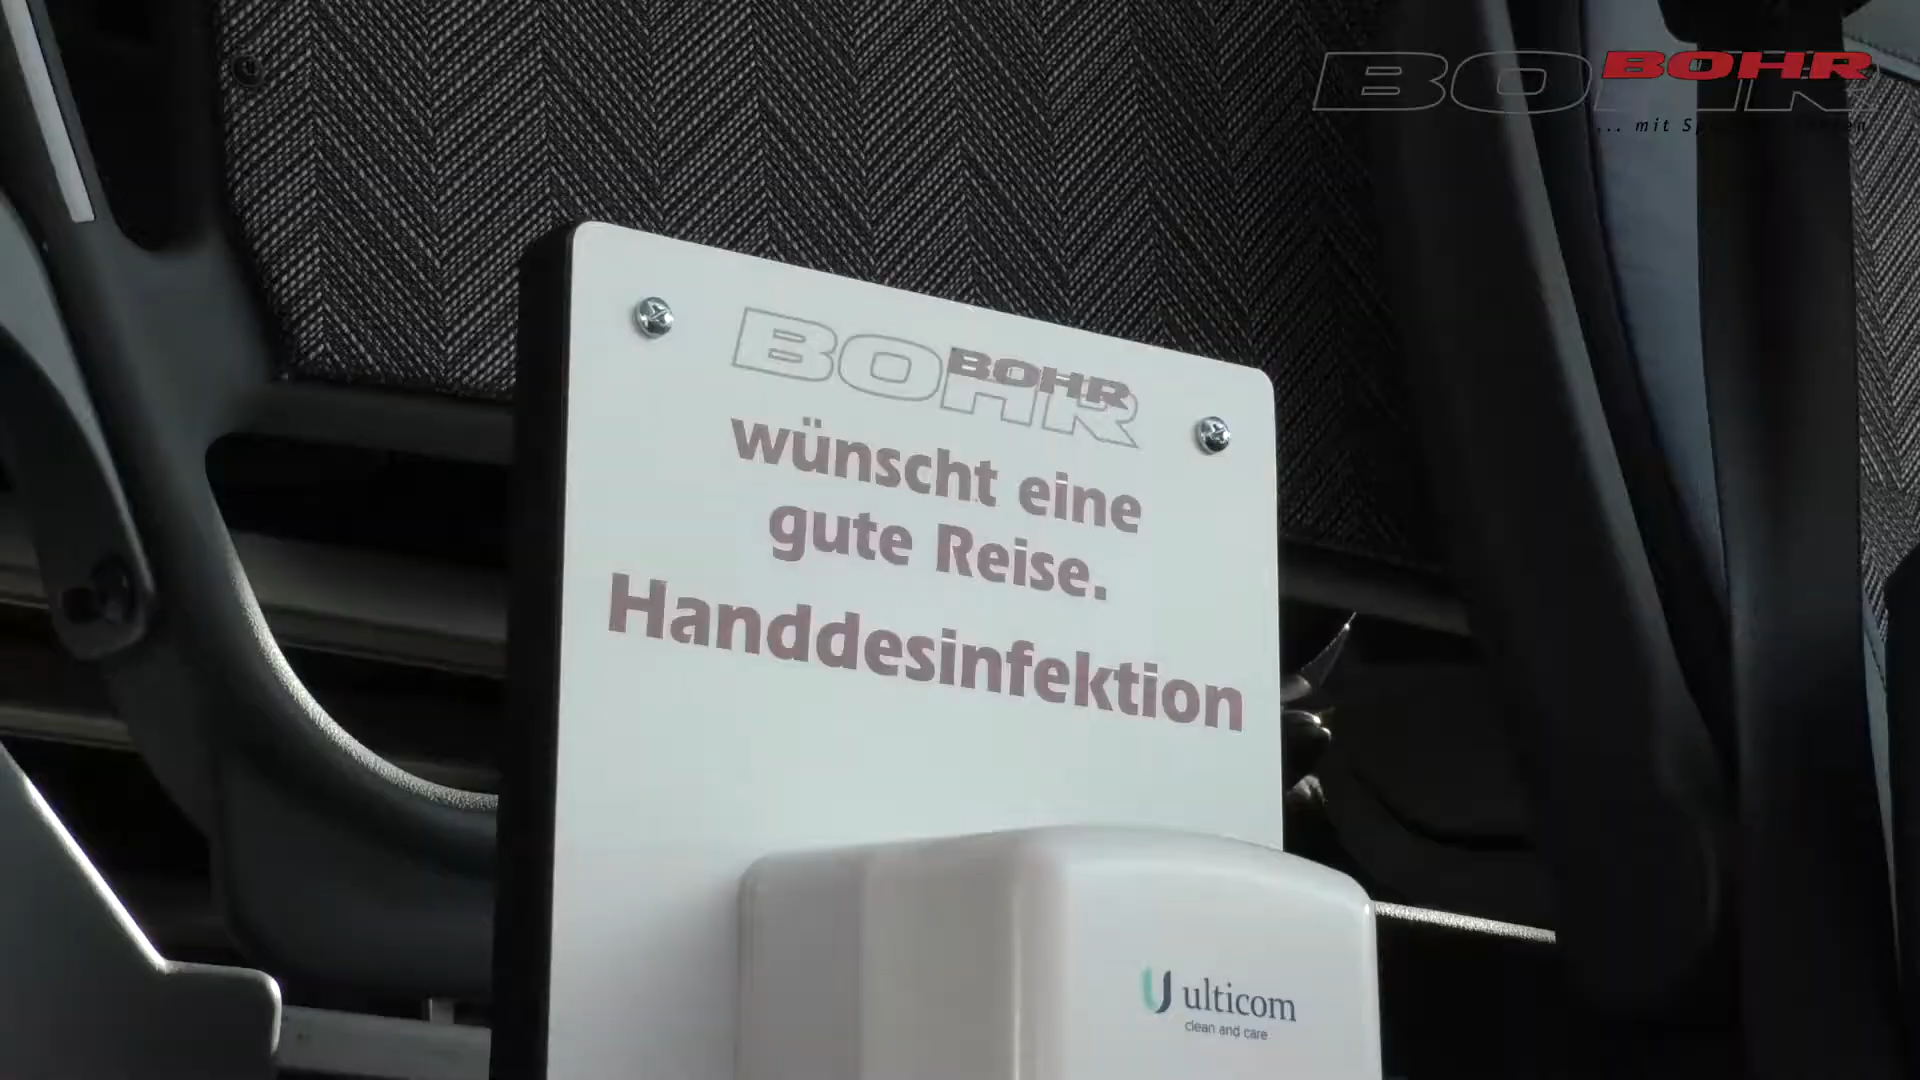 BOHR
BOHR
... mit Sp
BOHR
BOHR
wünscht eine
gute Reise.
Handdesinfektion
ulticom
clean and care